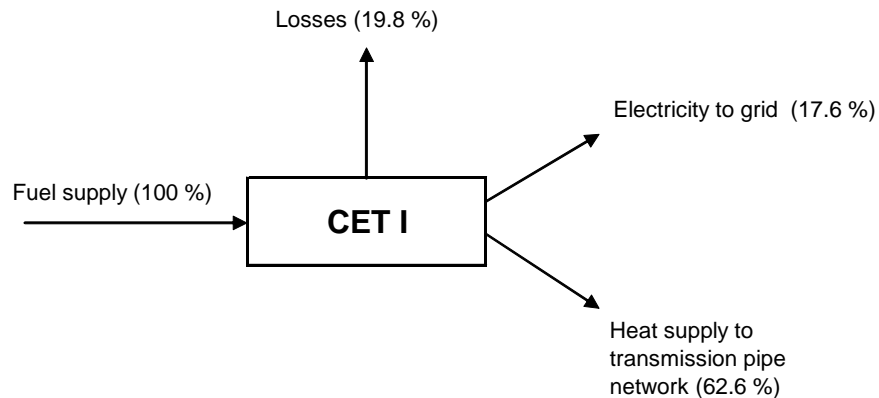 Losses (19.8 %)
Electricity to grid (17.6 %)
Fuel supply (100 %)
CET I
Heat supply to
transmission pipe
network (62.6 %)